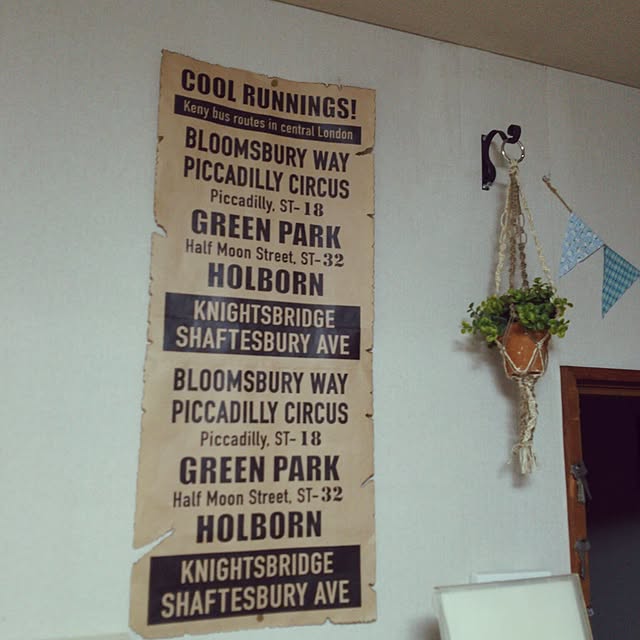 COOL RUNNINGS!
Keny bus routes in central London
BLOOMSBURY WAY
PICCADILLY CIRCUS
Piccadilly, ST-18
GREEN PARK
Half Moon Street, ST-32
HOLBORN
KNIGHTSBRIDGE
SHAFTESBURY AVE
BLOOMSBURY WAY
PICCADILLY CIRCUS
Piccadilly, ST-18
GREEN PARK
Half Moon Street, ST-32
HOLBORN
KNIGHTSBRIDGE
SHAFTESBURY AVE